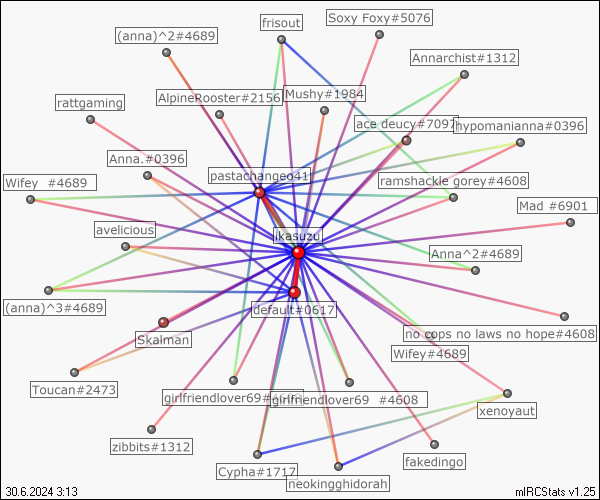 frisout
Soxy Foxy#5076
(anna)^2#4689
Annarchist#1312
rattgaming
AlpineRooster#2156
Mushy#1984
ace deucy#7097
hypomanianna#0396
Anna.#0396
pastachangeo41
Wifey #4689
ramshackle gorey#4608
Mad #6901
avelicious
ikasuzu
Anna^2#4689
(anna)^3#4689
default#0617
Skalman
no cops no laws no hope#4608
Wifey#4689
Toucan#2473
girlfriendlover69
girlfriendlover69 #4608
xenoyaut
zibbits#1312
Cypha#1717
fakedingo
neokingghidorah
30.6.2024 3:13
mIRCStats v1.25